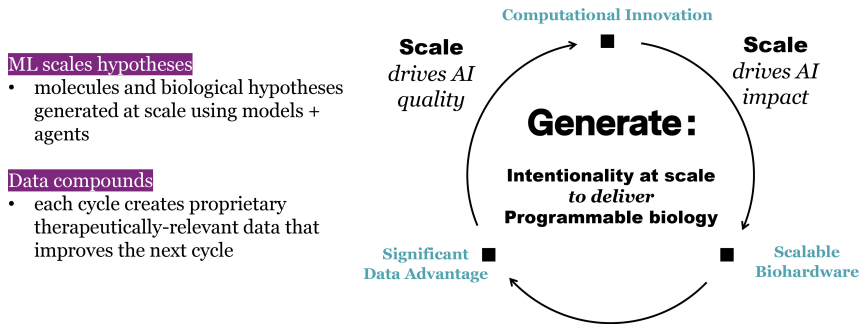 ML scales hypotheses
• molecules and biological hypotheses
generated at scale using models +
agents
Data compounds
• each cycle creates proprietary
therapeutically-relevant data that
improves the next cycle
Computational Innovation
Scale
drives AI
quality
Scale
drives AI
impact
Generate:
Intentionality at scale
to deliver
Programmable biology
Significant
Data Advantage
Scalable
Biohardware